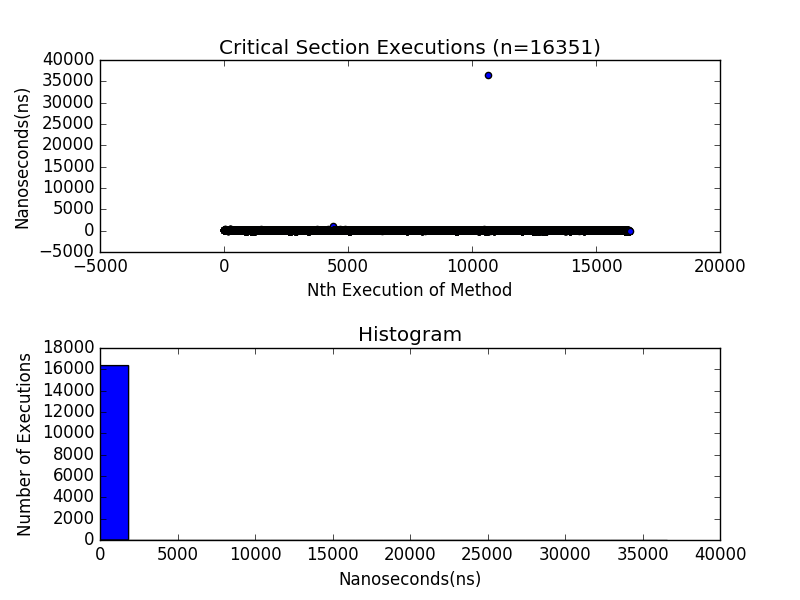 Critical Section Executions (n=16351)
40000
35000
30000
25000
20000
15000
10000
5000
0
−5000
Nanoseconds(ns)
−5000 0 5000 10000 15000 20000
Nth Execution of Method
Histogram
18000
16000
14000
12000
10000
8000
6000
4000
2000
0
Number of Executions
0 5000 10000 15000 20000 25000 30000 35000 40000
Nanoseconds(ns)